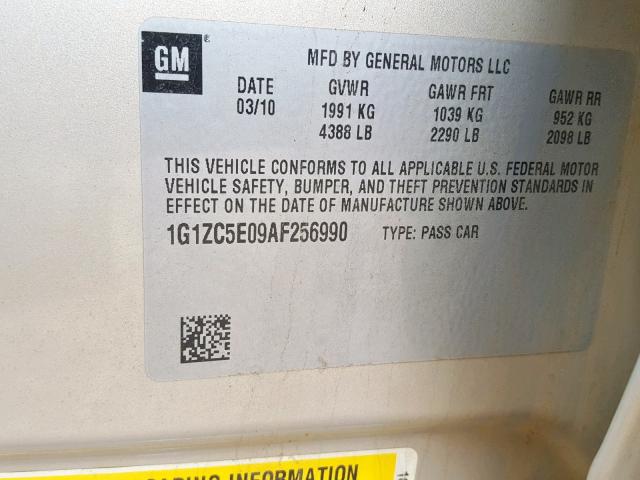 GM
MFD BY GENERAL MOTORS LLC
DATE GVWR GAWR FRT GAWR RR
03/10 1991 KG 1039 KG 952 KG
4388 LB 2290 LB 2098 LB
THIS VEHICLE CONFORMS TO ALL APPLICABLE U.S. FEDERAL MOTOR
VEHICLE SAFETY, BUMPER, AND THEFT PREVENTION STANDARDS IN
EFFECT ON THE DATE OF MANUFACTURE SHOWN ABOVE.
1G1ZC5E09AF256990 TYPE: PASS CAR
INFORMATION